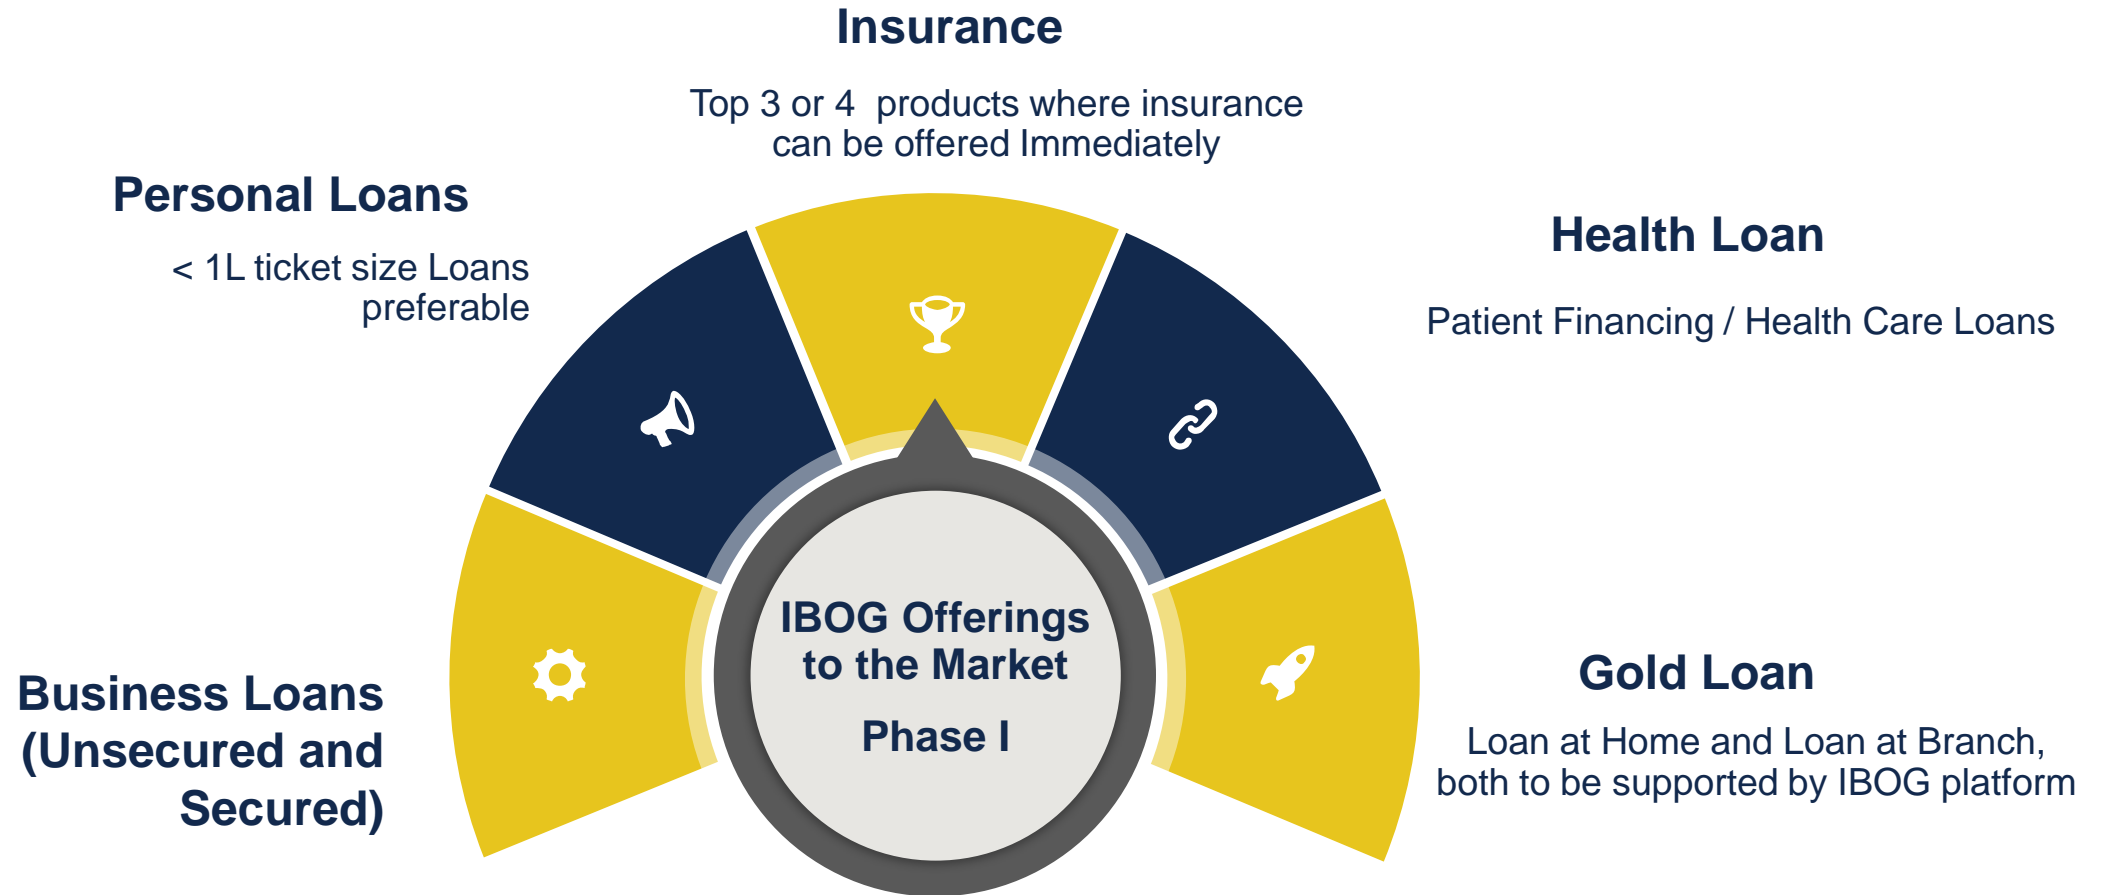 Insurance
Top 3 or 4 products where insurance
can be offered Immediately
Personal Loans
< 1L ticket size Loans
preferable
Health Loan
Patient Financing / Health Care Loans
Business Loans
(Unsecured and
Secured)
IBOG Offerings
to the Market
Phase I
Gold Loan
Loan at Home and Loan at Branch,
both to be supported by IBOG platform